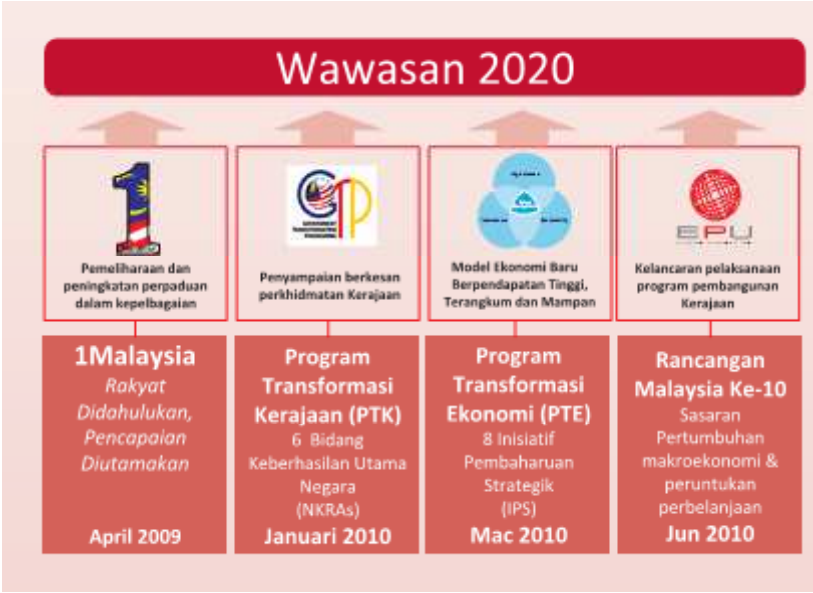 Wawasan 2020
1
Pemeliharaan dan
peningkatan perpaduan
dalam kepelbagaian
GTP
Penyampaian berkesan
perkhidmatan Kerajaan
Model Ekonomi Baru
Berpendapatan Tinggi,
Terangkum dan Mampan
EPU
Kelancaran pelaksanaan
program pembangunan
Kerajaan
1Malaysia
Rakyat
Didahulukan,
Pencapaian
Diutamakan
April 2009
Program
Transformasi
Kerajaan (PTK)
6 Bidang
Keberhasilan Utama
Negara
(NKRAs)
Januari 2010
Program
Transformasi
Ekonomi (PTE)
8 Inisiatif
Pembaharuan
Strategik
(IPS)
Mac 2010
Rancangan
Malaysia Ke-10
Sasaran
Pertumbuhan
makroekonomi &
peruntukan
perbelanjaan
Jun 2010